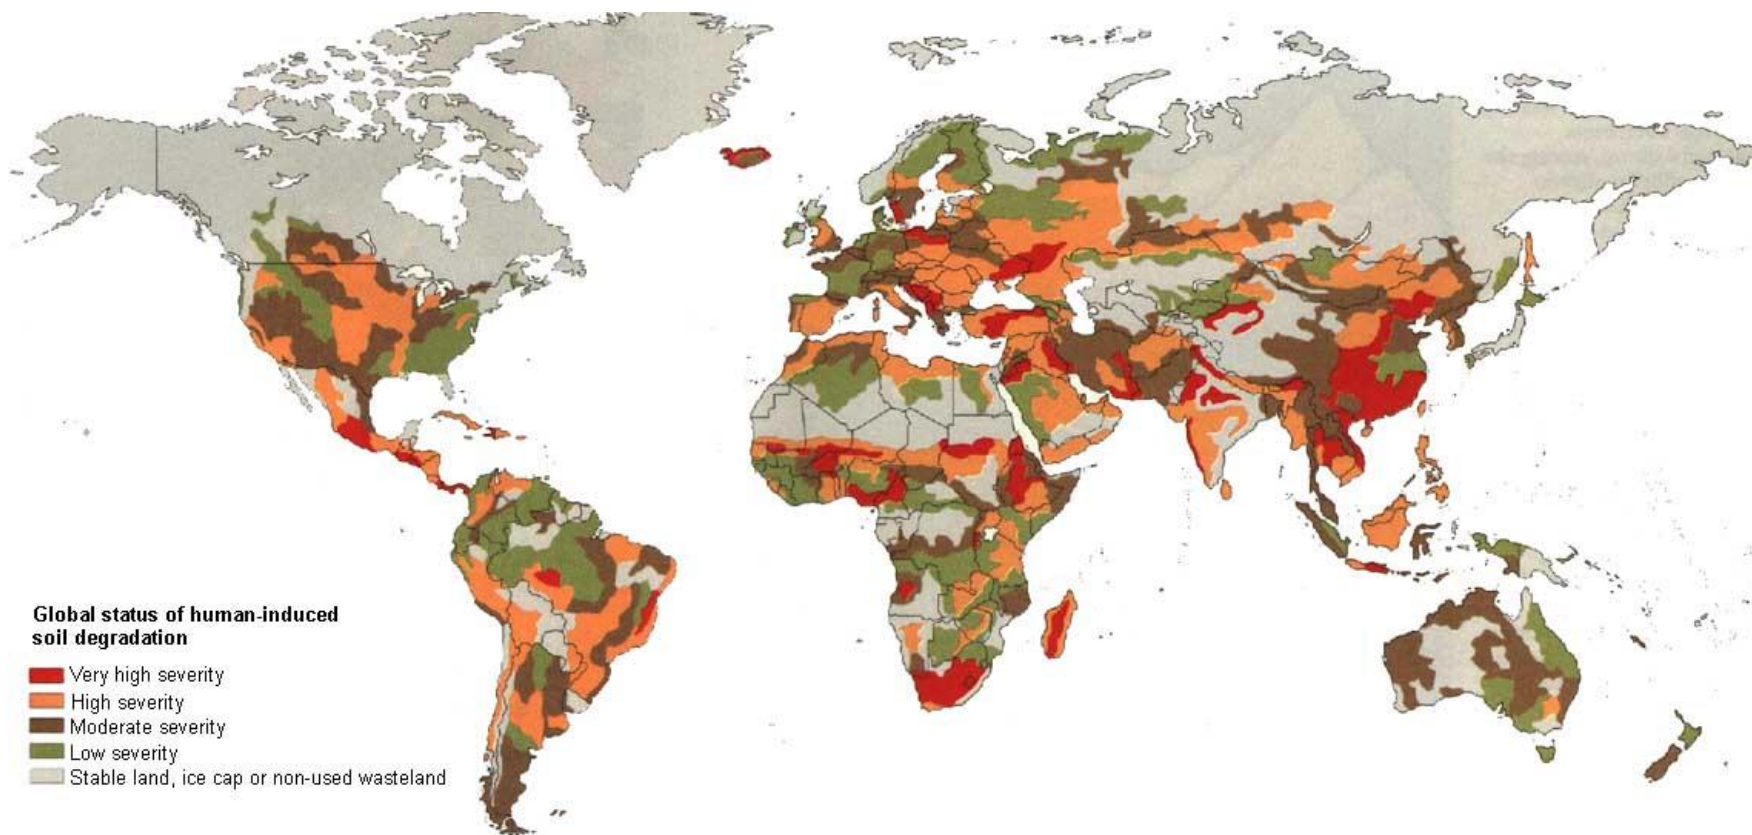 Global status of human-induced
soil degradation
Very high severity
High severity
Moderate severity
Low severity
Stable land, ice cap or non-used wasteland